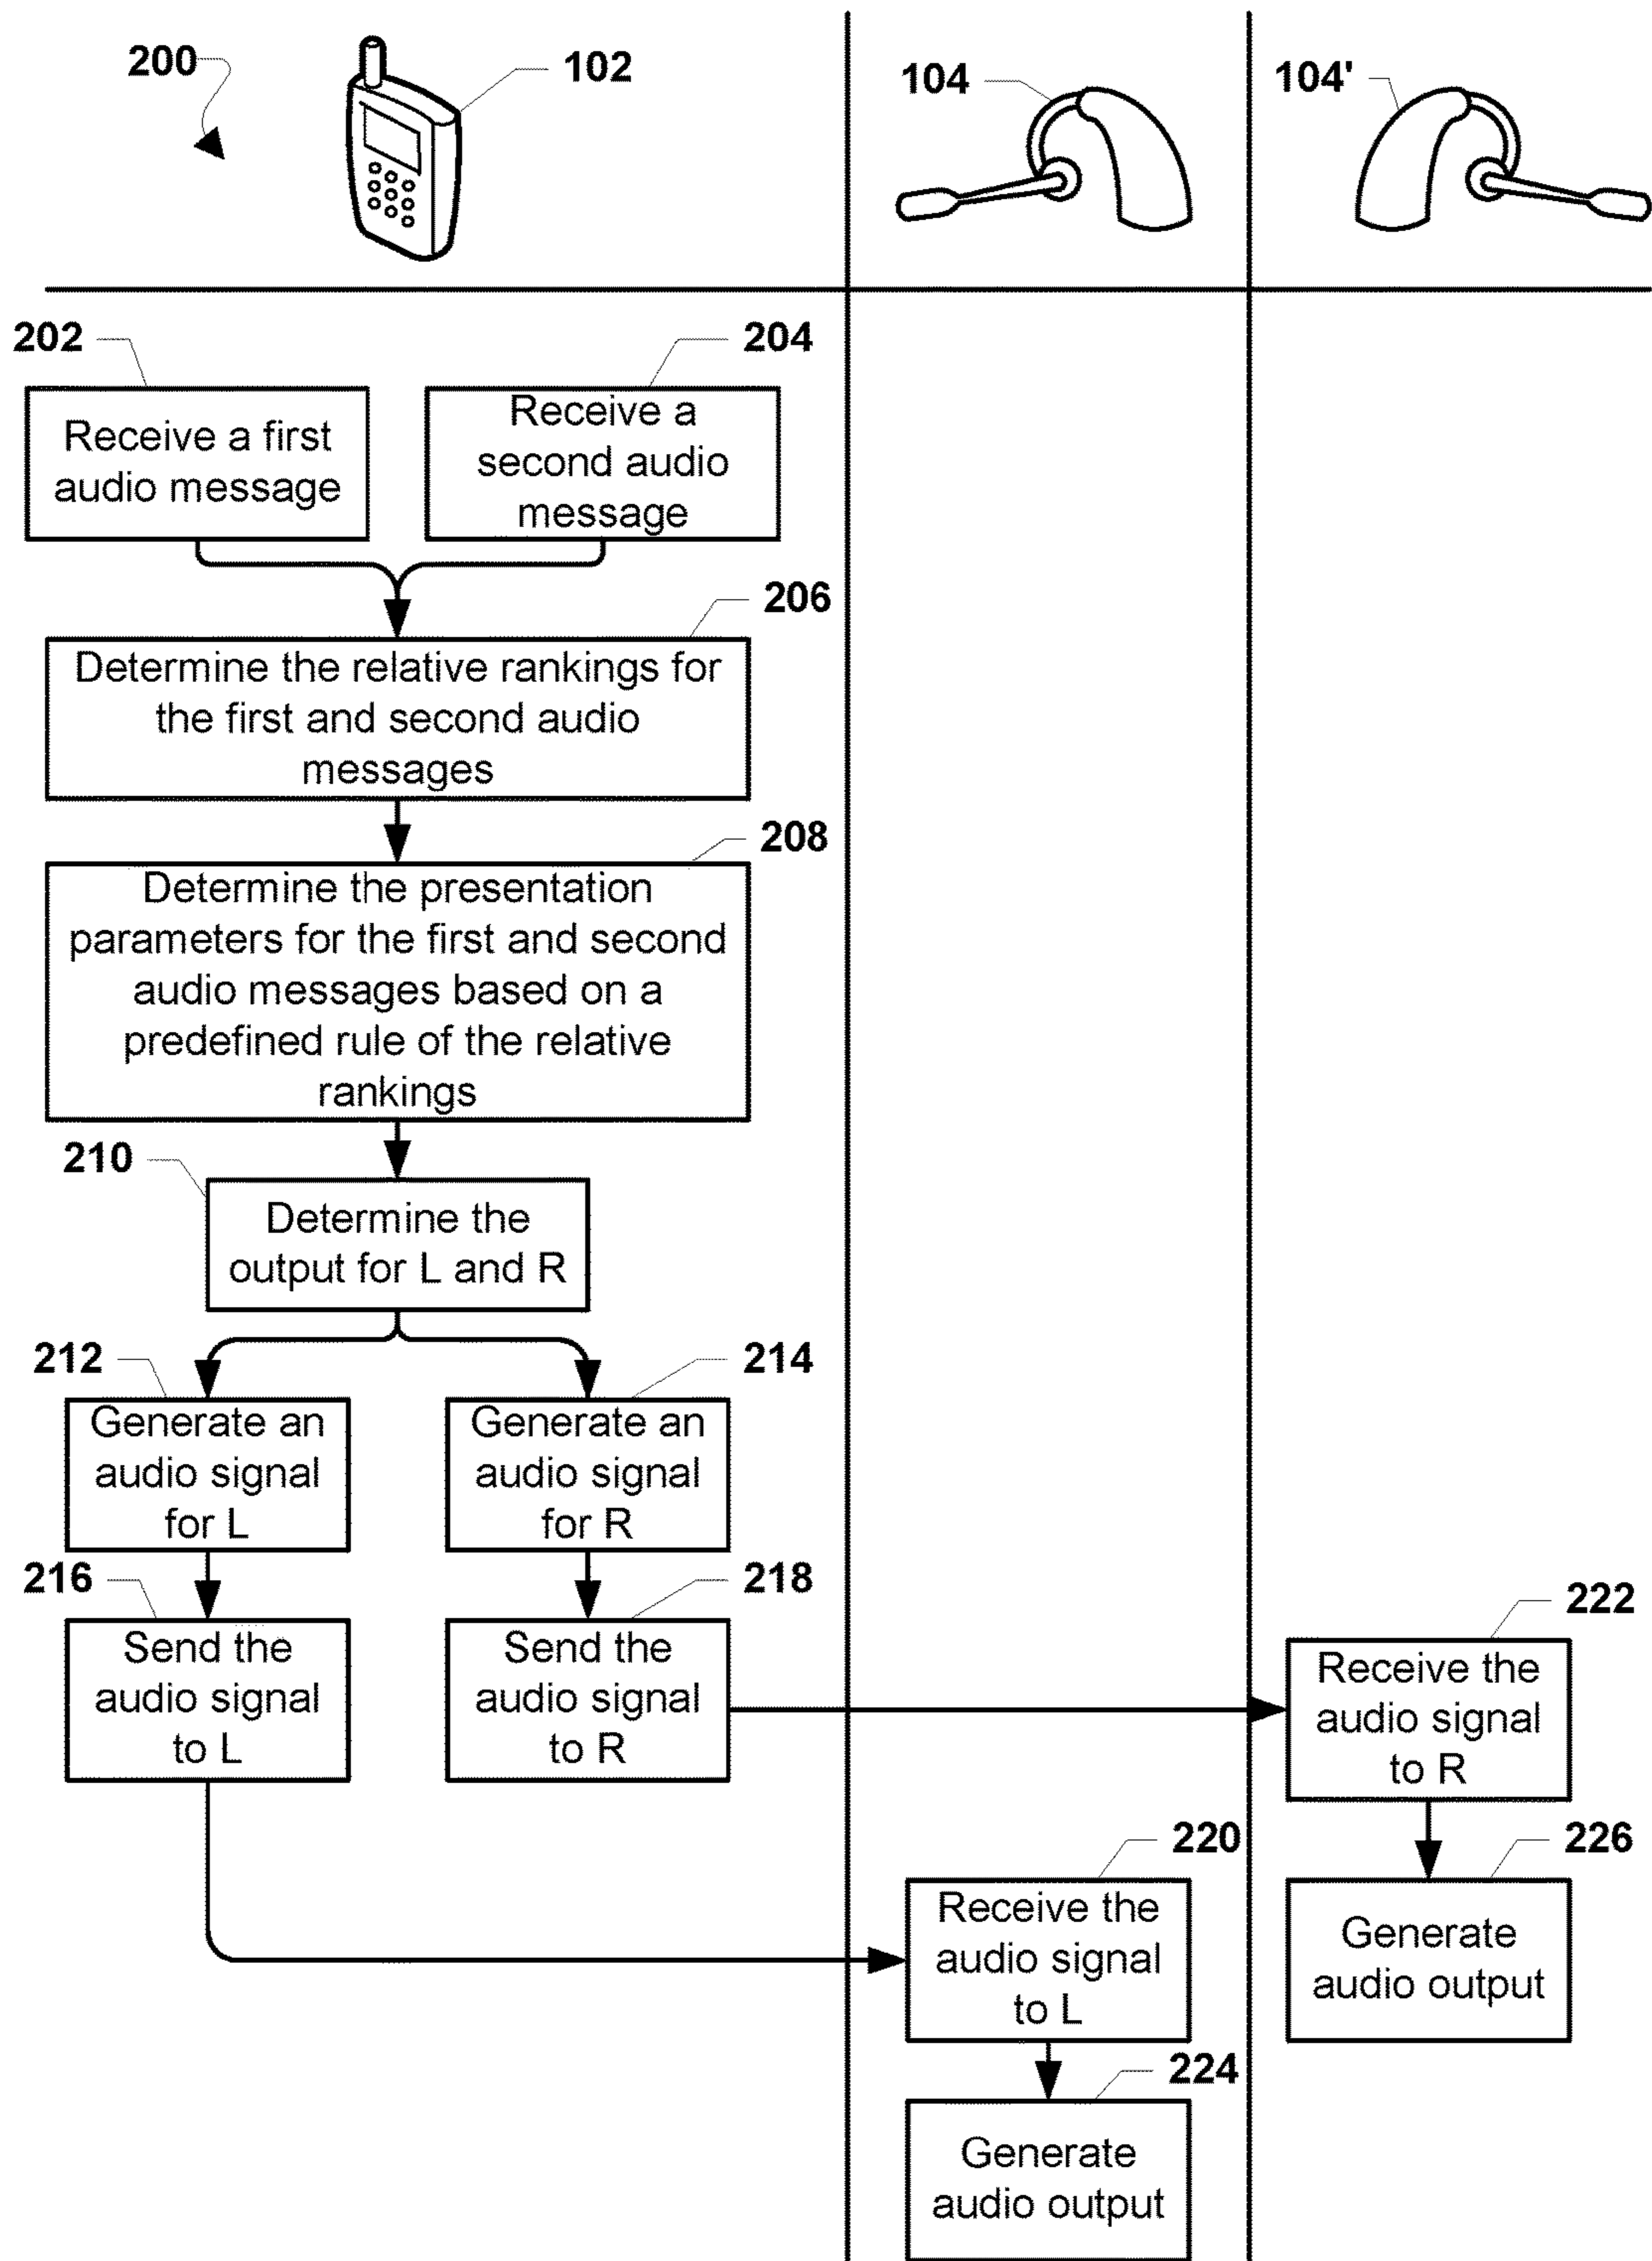 200
102
104
104'
202
204
Receive a first
audio message
Receive a
second audio
message
206
Determine the relative rankings for
the first and second audio
messages
208
Determine the presentation
parameters for the first and second
audio messages based on a
predefined rule of the relative
rankings
210
Determine the
output for L and R
212
214
Generate an
audio signal
for L
Generate an
audio signal
for R
216
218
Send the
audio signal
to L
Send the
audio signal
to R
222
Receive the
audio signal
to R
220
Receive the
audio signal
to L
226
Generate
audio output
224
Generate
audio output